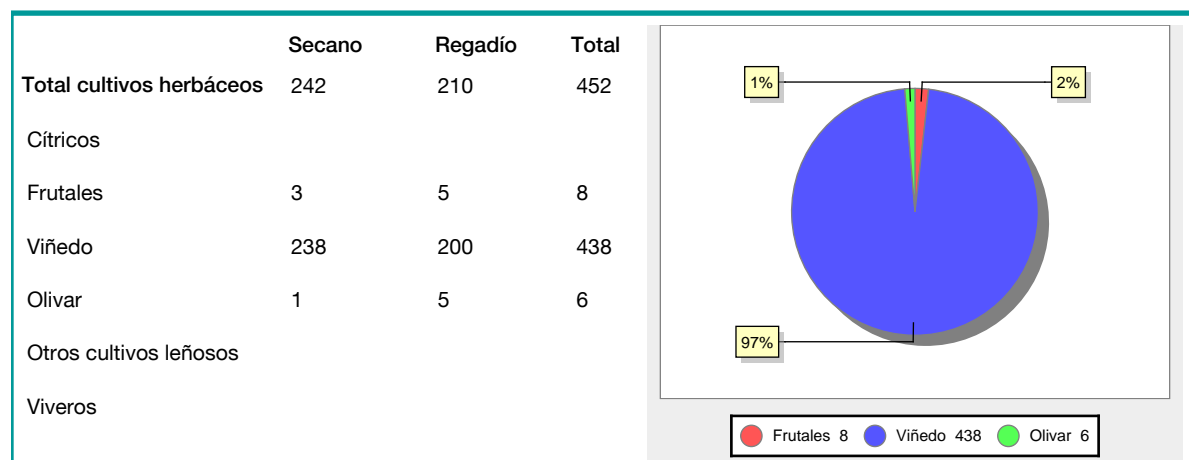 Secano Regadío Total
Total cultivos herbáceos 242 210 452
Cítricos
Frutales 3 5 8
Viñedo 238 200 438
Olivar 1 5 6
Otros cultivos leñosos
Viveros
1% 2%
97%
Frutales 8 Viñedo 438 Olivar 6